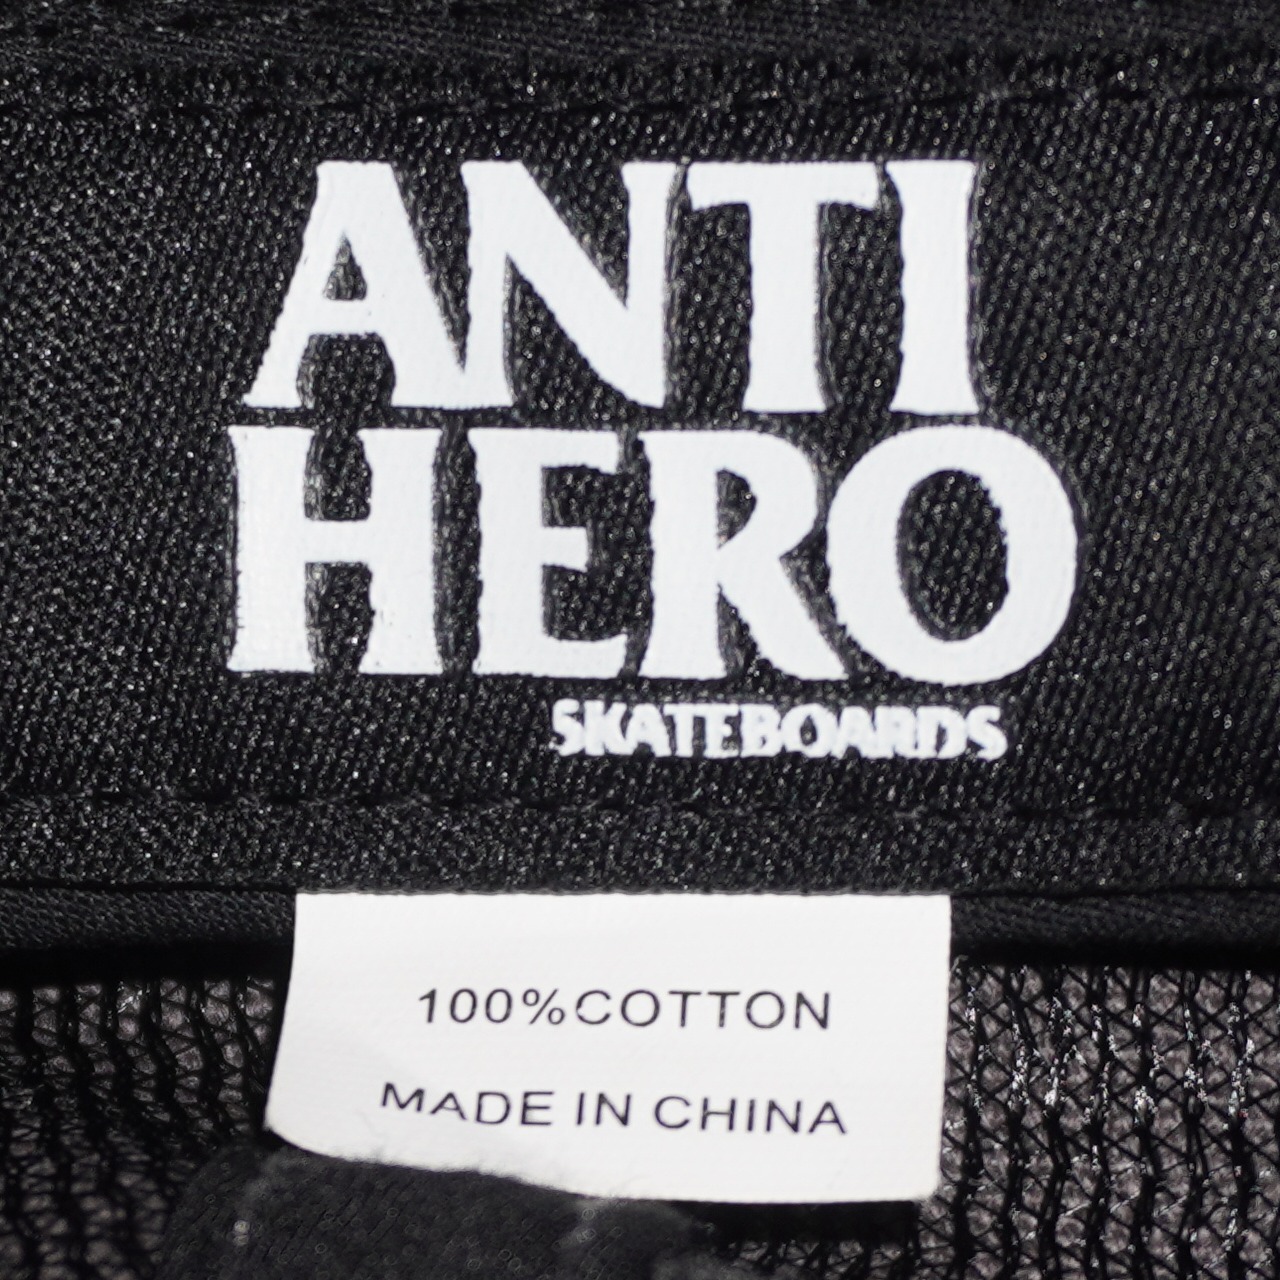 ANTI
HERO
SKATEBOARDS
100%COTTON
MADE IN CHINA